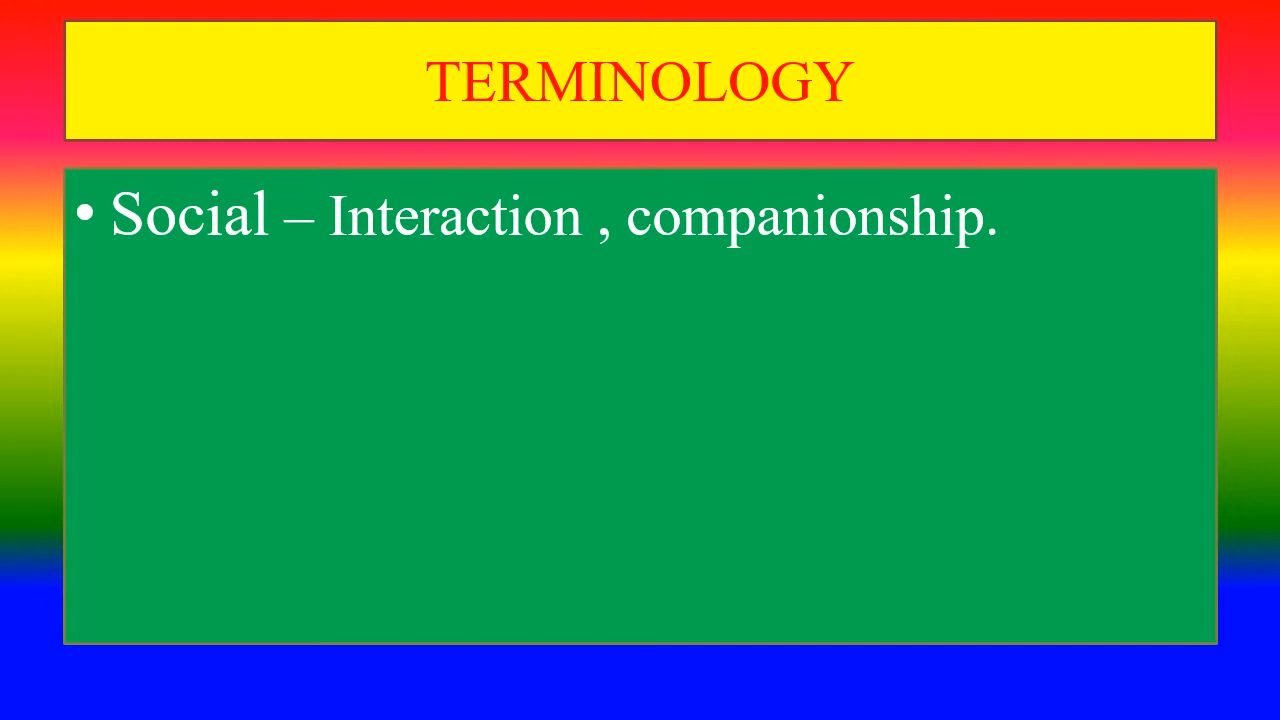 TERMINOLOGY
• Social – Interaction , companionship.